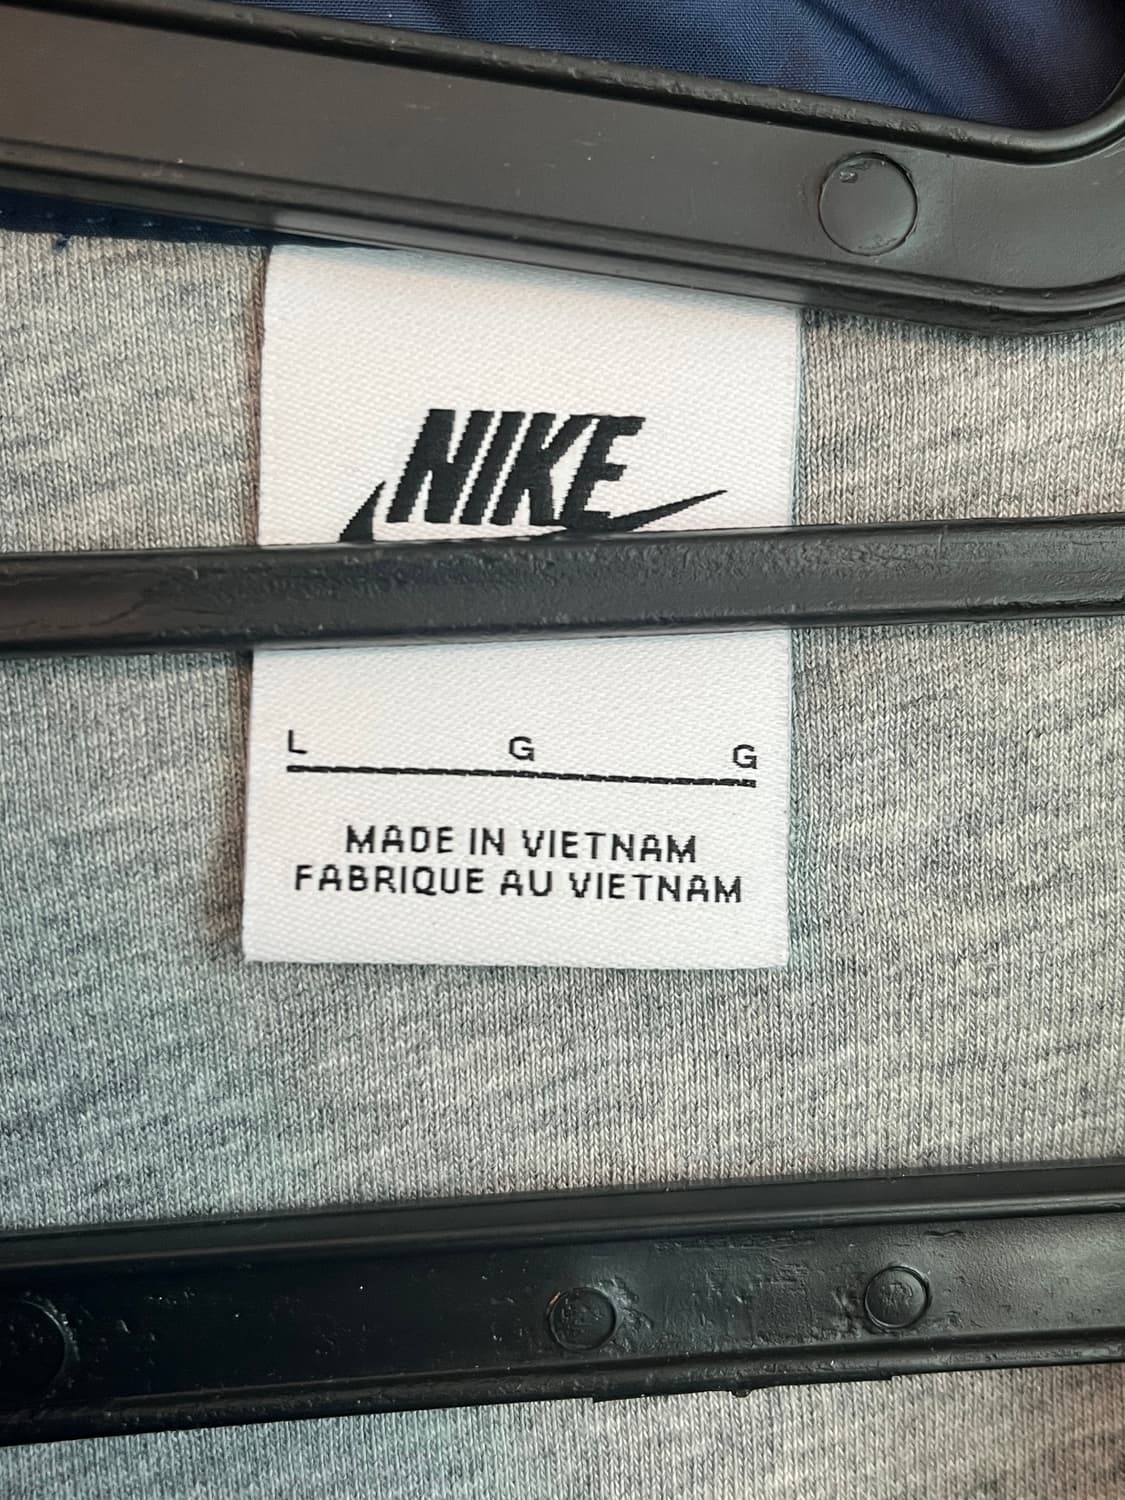 NIKE
L G G
MADE IN VIETNAM
FABRIQUE AU VIETNAM